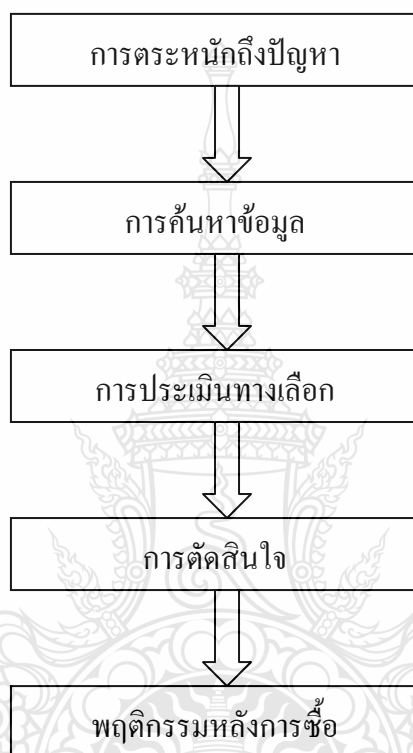 การตระหนักถึงปัญหา
การค้นหาข้อมูล
การประเมินทางเลือก
การตัดสินใจ
พฤติกรรมหลังการซื้อ